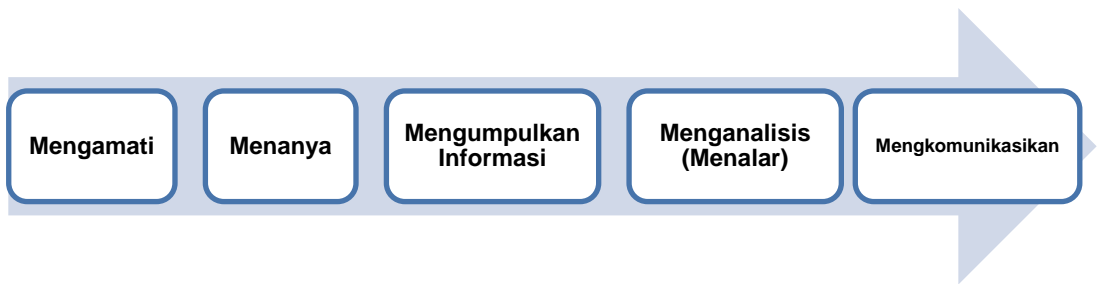 Mengamati
Menanya
Mengumpulkan
Informasi
Menganalisis
(Menalar)
Mengkomunikasikan